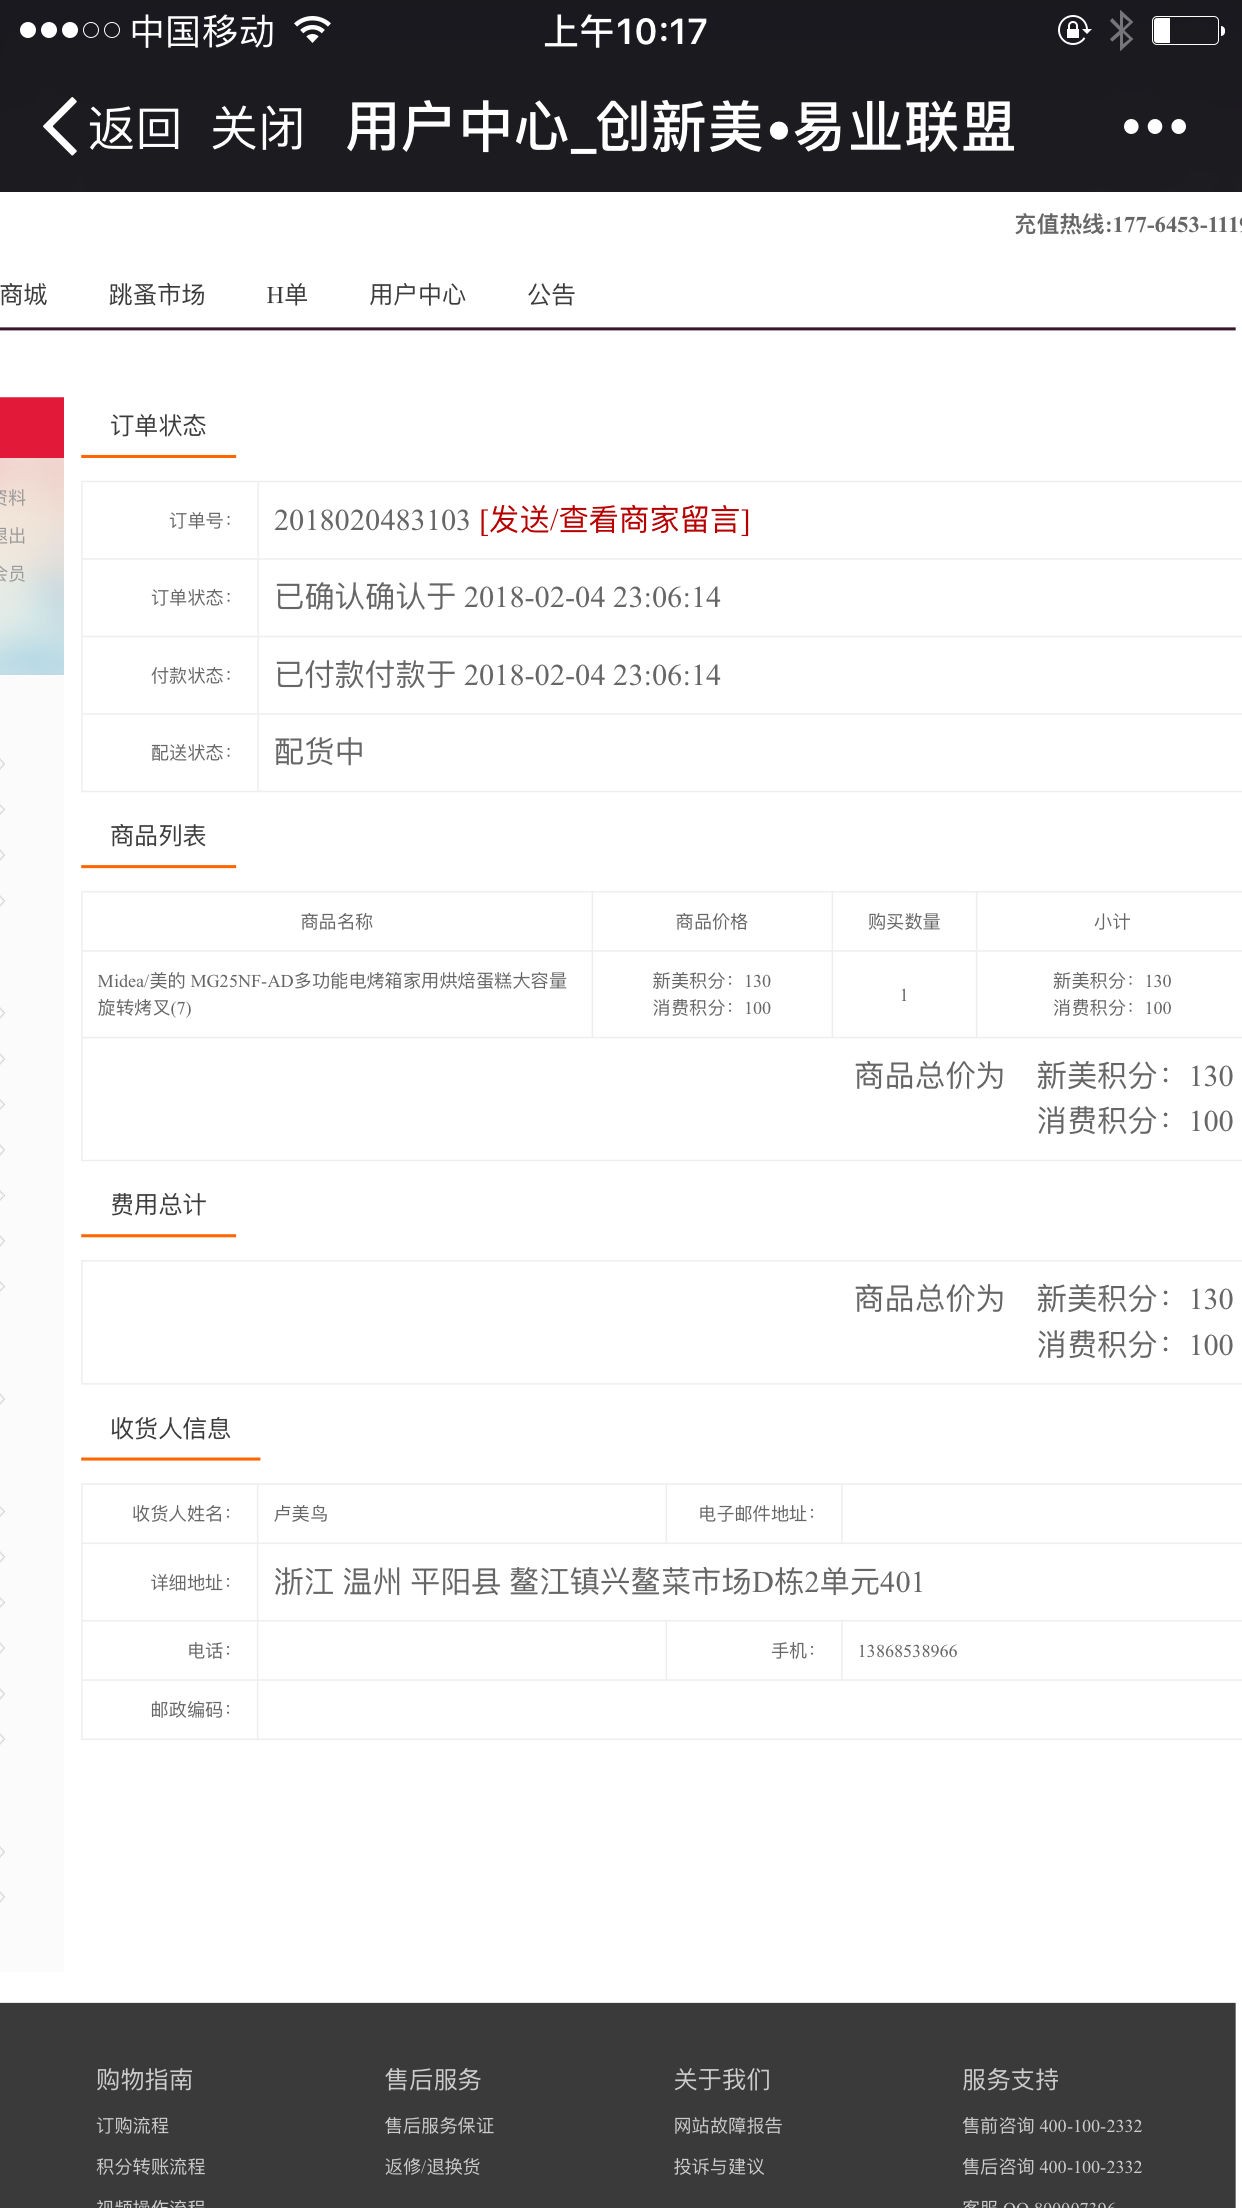 中国移动
上午10:17
返回 关闭 用户中心_创新美•易业联盟
充值热线:177-6453-111
商城 跳蚤市场 H单 用户中心 公告
资料
退出
会员
订单状态
订单号： 2018020483103 [发送/查看商家留言]
订单状态： 已确认确认于 2018-02-04 23:06:14
付款状态： 已付款付款于 2018-02-04 23:06:14
配送状态： 配货中
商品列表
商品名称 商品价格 购买数量 小计
Midea/美的 MG25NF-AD多功能电烤箱家用烘焙蛋糕大容量 新美积分：130 新美积分：130
旋转烤叉(7) 消费积分：100 1 消费积分：100
商品总价为 新美积分：130
消费积分：100
费用总计
商品总价为 新美积分：130
消费积分：100
收货人信息
收货人姓名： 卢美鸟 电子邮件地址：
详细地址： 浙江 温州 平阳县 鳌江镇兴鳌菜市场D栋2单元401
电话： 手机： 13868538966
邮政编码：
购物指南 售后服务 关于我们 服务支持
订购流程 售后服务保证 网站故障报告 售前咨询 400-100-2332
积分转账流程 返修/退换货 投诉与建议 售后咨询 400-100-2332
视频操作流程 客服 QQ 800007396